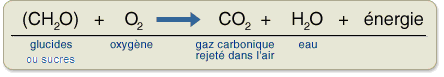 (CH₂O) + O₂ → CO₂ + H₂O + énergie
glucides oxygène gaz carbonique eau
ou sucres rejeté dans l'air